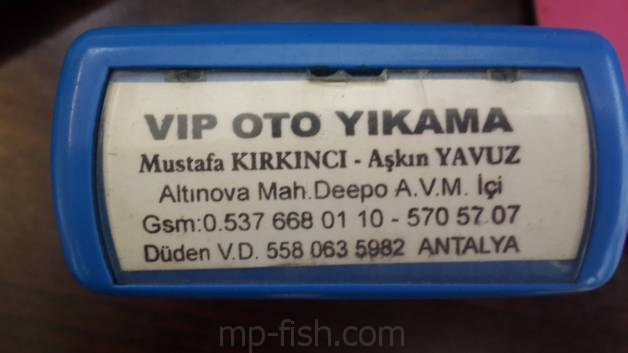 VIP OTO YIKAMA
Mustafa KIRKINCI - Aşkın YAVUZ
Altınova Mah.Deepo A.V.M. İçi
Gsm:0.537 668 01 10 - 570 57 07
Düden V.D. 558 063 5982 ANTALYA
mp-fish.com